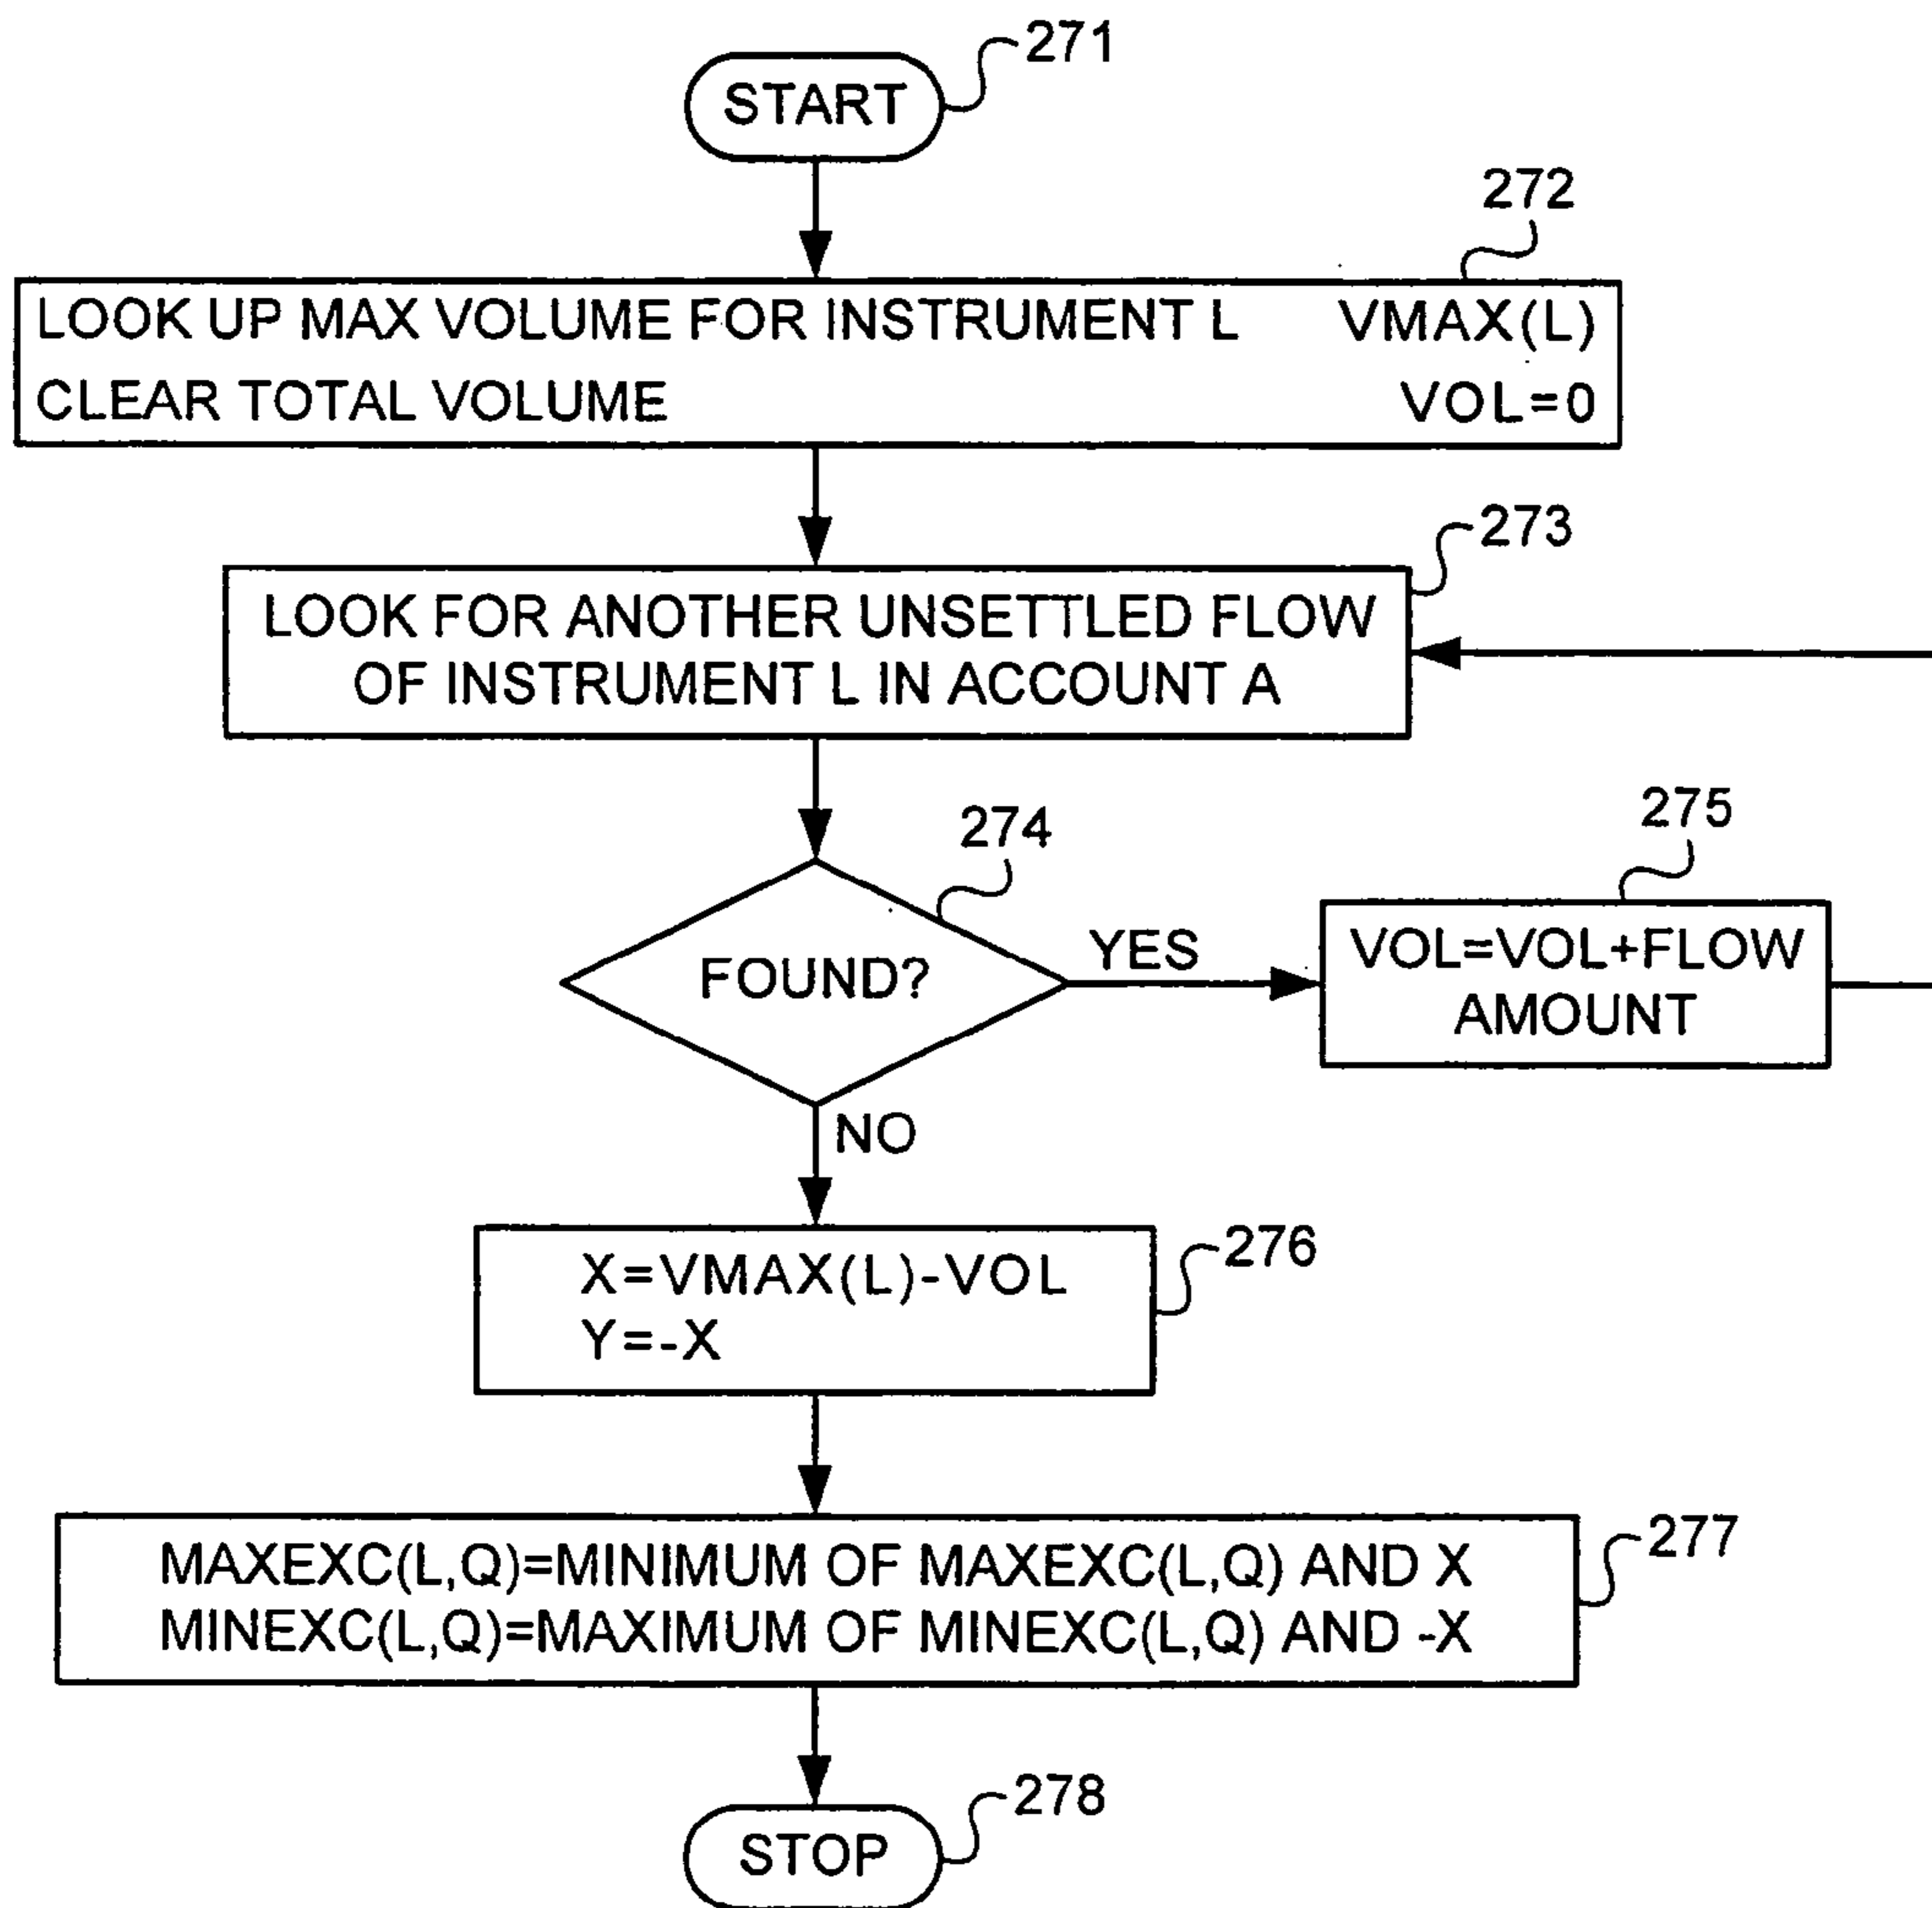 271
START
272
LOOK UP MAX VOLUME FOR INSTRUMENT L VMAX(L)
CLEAR TOTAL VOLUME VOL=0
273
LOOK FOR ANOTHER UNSETTLED FLOW
OF INSTRUMENT L IN ACCOUNT A
274
FOUND?
YES
275
VOL=VOL+FLOW
AMOUNT
NO
276
X=VMAX(L)-VOL
Y=-X
277
MAXEXC(L,Q)=MINIMUM OF MAXEXC(L,Q) AND X
MINEXC(L,Q)=MAXIMUM OF MINEXC(L,Q) AND -X
278
STOP